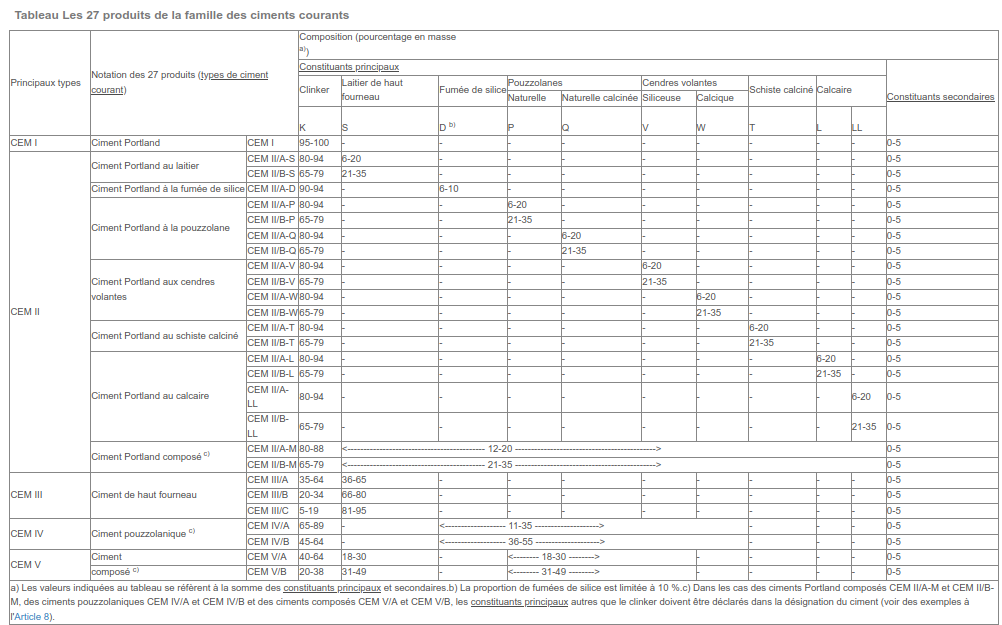 Tableau Les 27 produits de la famille des ciments courants
Principaux types
Notation des 27 produits (types de ciment
courant)
Composition (pourcentage en masse
a))
Constituants principaux
Constituants secondaires
Clinker
Laitier de haut
fourneau
Fumée de silice
Pouzzolanes
Cendres volantes
Schiste calciné
Calcaire
Naturelle
Naturelle calcinée
Siliceuse
Calcique
K S D b) P Q V W T L LL
CEM I Ciment Portland CEM I 95-100 - - - - - - - - - 0-5
CEM II
Ciment Portland au laitier
CEM II/A-S 80-94 6-20 - - - - - - - - 0-5
CEM II/B-S 65-79 21-35 - - - - - - - - 0-5
Ciment Portland à la fumée de silice CEM II/A-D 90-94 - 6-10 - - - - - - - 0-5
Ciment Portland à la pouzzolane
CEM II/A-P 80-94 - - 6-20 - - - - - - 0-5
CEM II/B-P 65-79 - - 21-35 - - - - - - 0-5
CEM II/A-Q 80-94 - - - 6-20 - - - - - 0-5
CEM II/B-Q 65-79 - - - 21-35 - - - - - 0-5
Ciment Portland aux cendres
volantes
CEM II/A-V 80-94 - - - - 6-20 - - - - 0-5
CEM II/B-V 65-79 - - - - 21-35 - - - - 0-5
CEM II/A-W 80-94 - - - - - 6-20 - - - 0-5
CEM II/B-W 65-79 - - - - - 21-35 - - - 0-5
Ciment Portland au schiste calciné
CEM II/A-T 80-94 - - - - - - 6-20 - - 0-5
CEM II/B-T 65-79 - - - - - - 21-35 - - 0-5
Ciment Portland au calcaire
CEM II/A-L 80-94 - - - - - - - 6-20 - 0-5
CEM II/B-L 65-79 - - - - - - - 21-35 - 0-5
CEM II/A-
LL 80-94 - - - - - - - - 6-20 0-5
CEM II/B-
LL 65-79 - - - - - - - - 21-35 0-5
Ciment Portland composé c)
CEM II/A-M 80-88 <------------------------------------------- 12-20 -------------------------------------------> 0-5
CEM II/B-M 65-79 <------------------------------------------- 21-35 -------------------------------------------> 0-5
CEM III
Ciment de haut fourneau
CEM III/A 35-64 36-65 - - - - - - - - 0-5
CEM III/B 20-34 66-80 - - - - - - - - 0-5
CEM III/C 5-19 81-95 - - - - - - - - 0-5
CEM IV
Ciment pouzzolanique c)
CEM IV/A 65-89 - <------------------- 11-35 --------------------> - - - 0-5
CEM IV/B 45-64 - <------------------- 36-55 --------------------> - - - 0-5
CEM V
Ciment
composé c)
CEM V/A 40-64 18-30 - <-------- 18-30 --------> - - - - 0-5
CEM V/B 20-38 31-49 - <-------- 31-49 --------> - - - - 0-5
a) Les valeurs indiquées au tableau se réfèrent à la somme des constituants principaux et secondaires.b) La proportion de fumées de silice est limitée à 10 %.c) Dans les cas des ciments Portland composés CEM II/A-M et CEM II/B-
M, des ciments pouzzolaniques CEM IV/A et CEM IV/B et des ciments composés CEM V/A et CEM V/B, les constituants principaux autres que le clinker doivent être déclarés dans la désignation du ciment (voir des exemples à
l'Article 8).